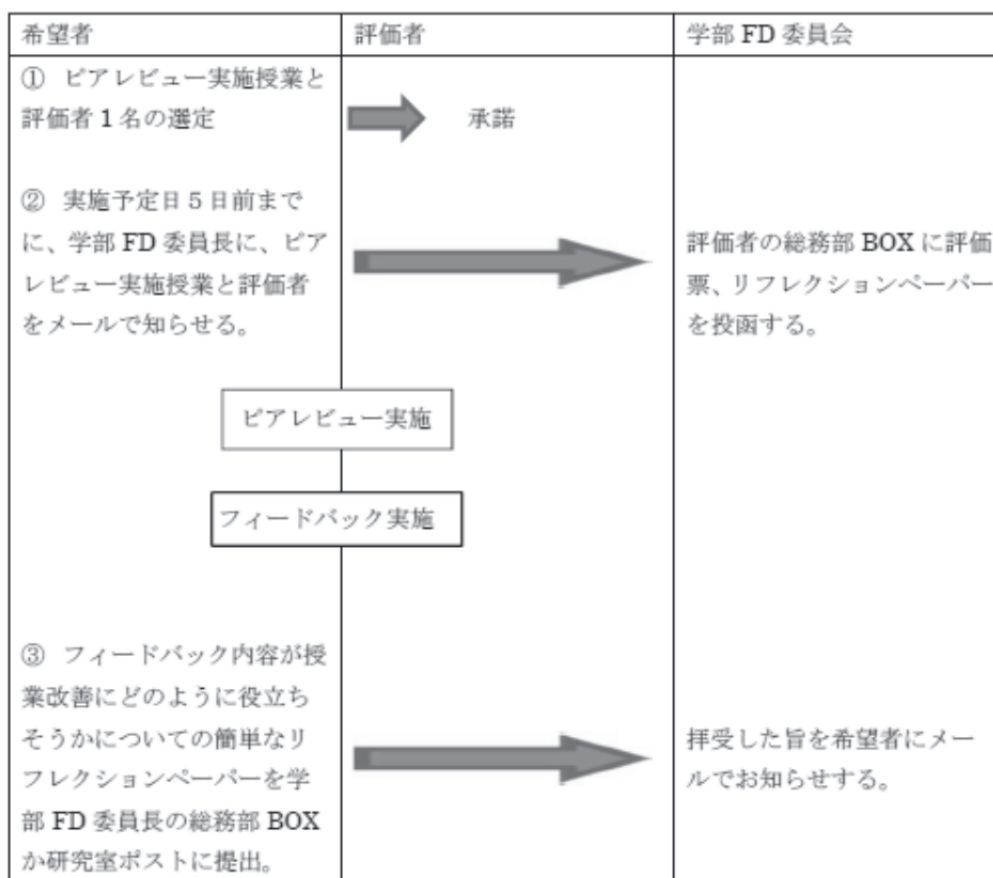 希望者
評価者
学部 FD 委員会
① ピアレビュー実施授業と
評価者 1 名の選定
承諾
② 実施予定日 5 日前まで
に、学部 FD 委員長に、ピア
レビュー実施授業と評価者
をメールで知らせる。
評価者の総務部 BOX に評価
票、リフレクションペーパー
を投函する。
ピアレビュー実施
フィードバック実施
③ フィードバック内容が授
業改善にどのように役立ち
そうかについての簡単なリ
フレクションペーパーを学
部 FD 委員長の総務部 BOX
か研究室ポストに提出。
拝受した旨を希望者にメー
ルでお知らせする。